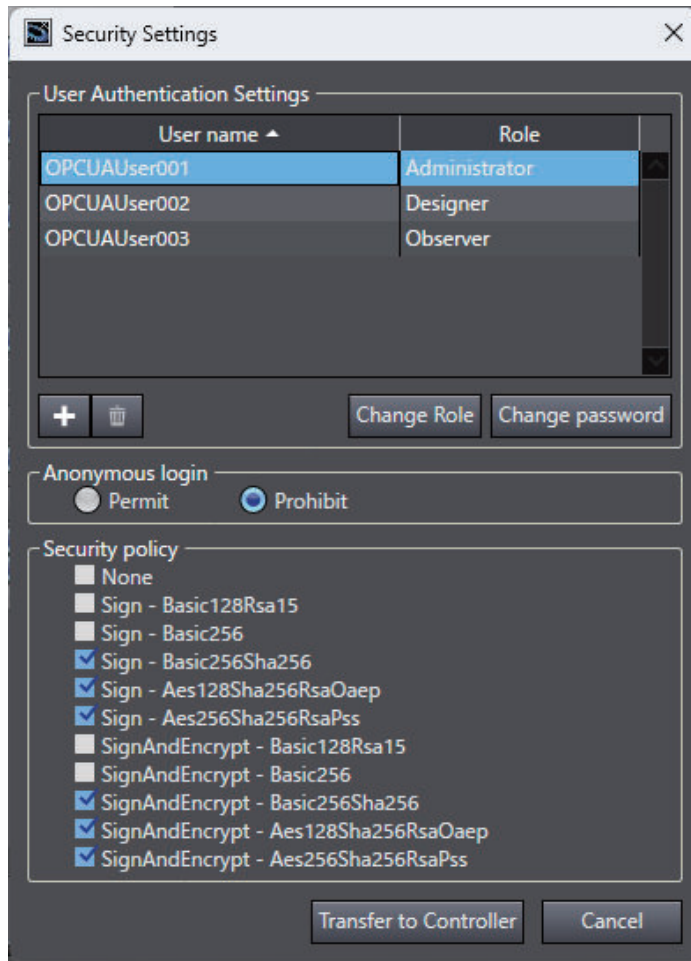 Security Settings
User Authentication Settings
User name Role
OPCUAUser001 Administrator
OPCUAUser002 Designer
OPCUAUser003 Observer
Change Role Change password
Anonymous login
Permit Prohibit
Security policy
None
Sign - Basic128Rsa15
Sign - Basic256
Sign - Basic256Sha256
Sign - Aes128Sha256RsaOaep
Sign - Aes256Sha256RsaPss
SignAndEncrypt - Basic128Rsa15
SignAndEncrypt - Basic256
SignAndEncrypt - Basic256Sha256
SignAndEncrypt - Aes128Sha256RsaOaep
SignAndEncrypt - Aes256Sha256RsaPss
Transfer to Controller Cancel